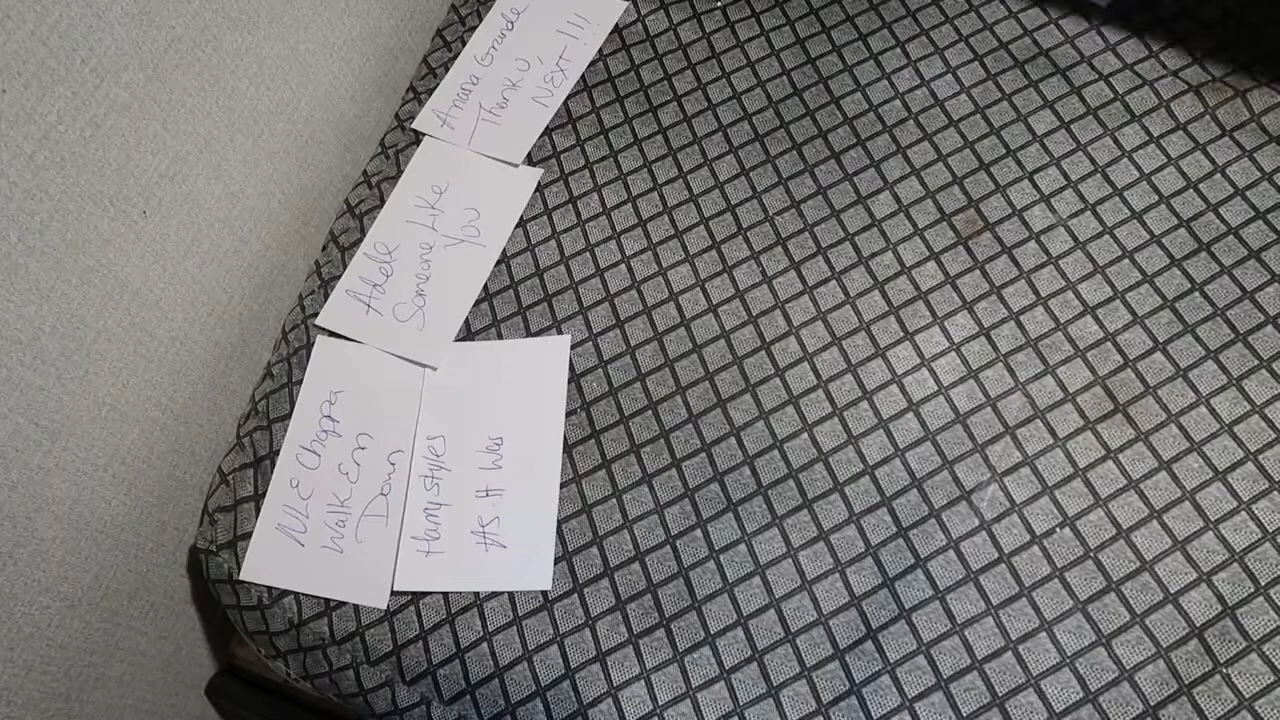 Ariana Grande
Thank U
NEXT!!!
Adele
Someone Like
You
NLE Choppa
Walk Em
Down
Harry Styles
As It Was